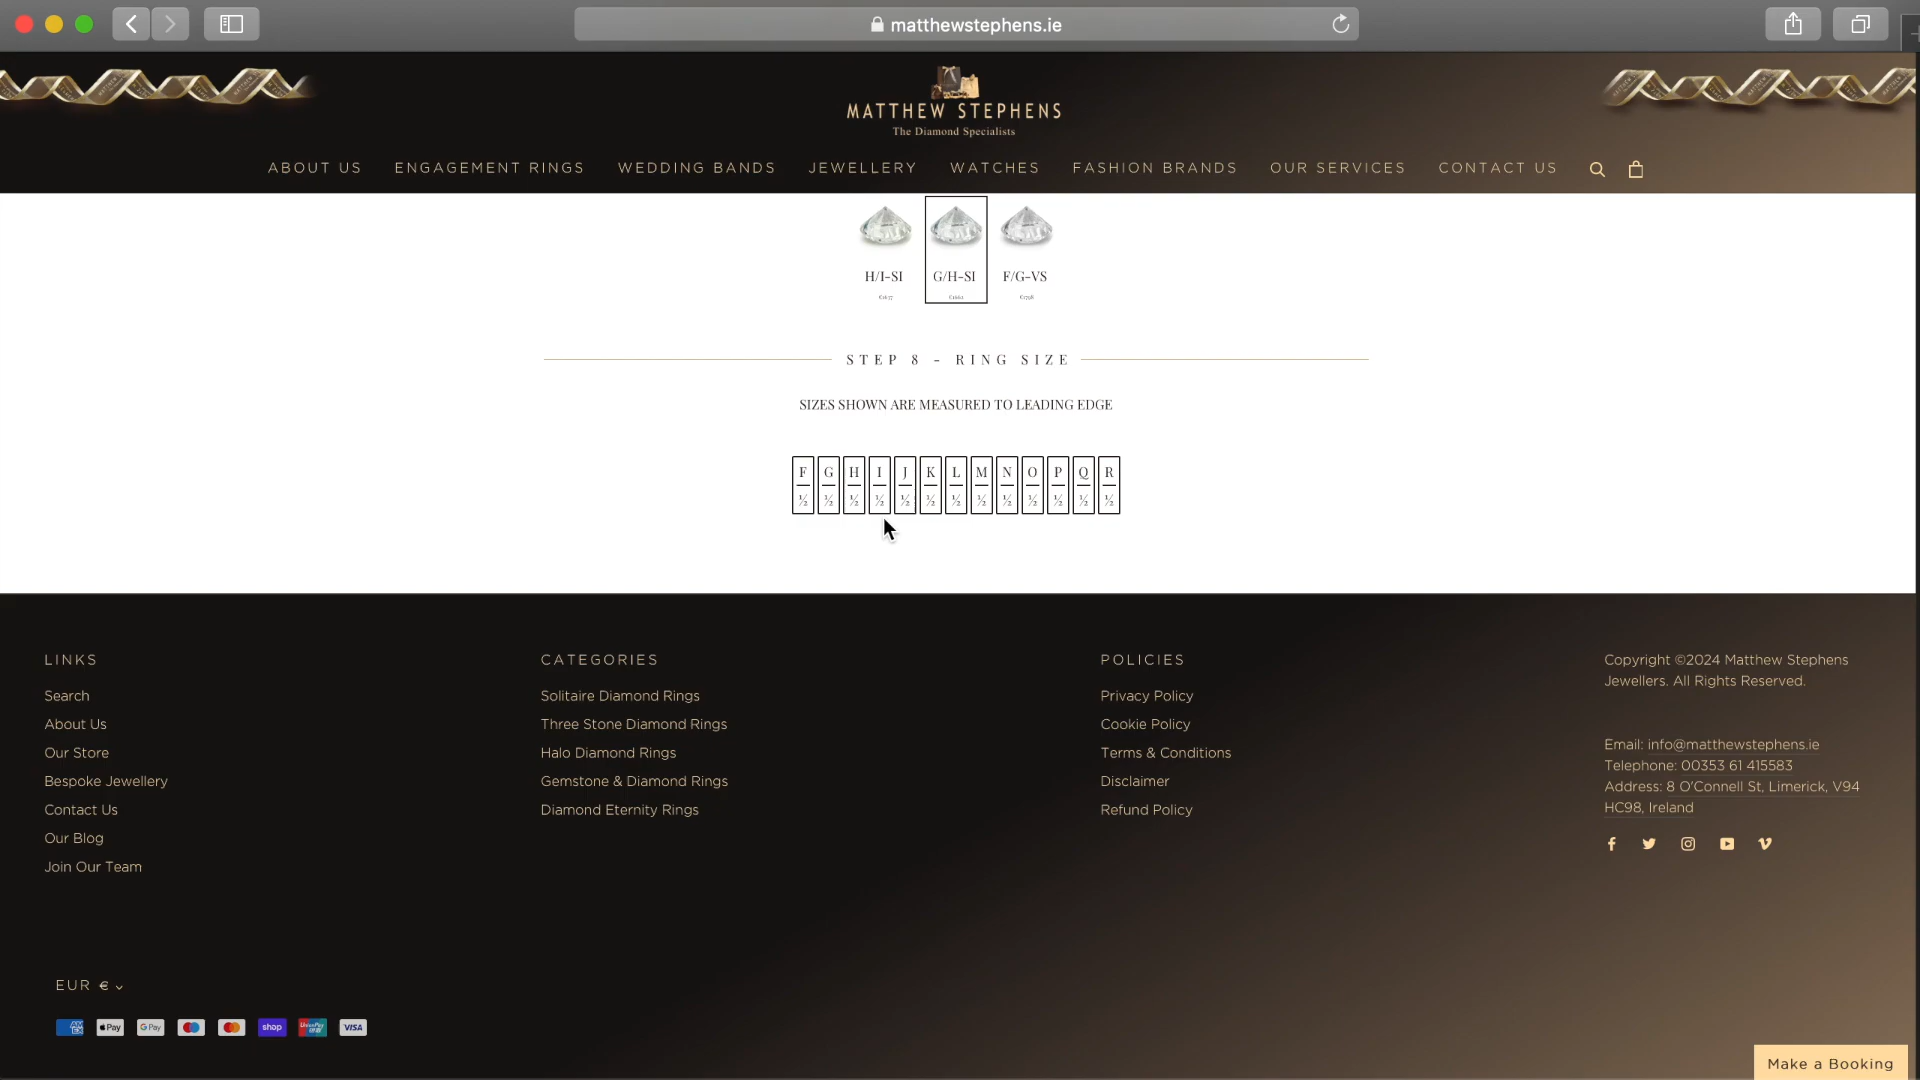 matthewstephens.ie
MATTHEW STEPHENS
The Diamond Specialists
ABOUT US ENGAGEMENT RINGS WEDDING BANDS JEWELLERY WATCHES FASHION BRANDS OUR SERVICES CONTACT US
H/I-SI G/H-SI F/G-VS
STEP 8 - RING SIZE
SIZES SHOWN ARE MEASURED TO LEADING EDGE
F G H I J K L M N O P Q R
½ ½ ½ ½ ½ ½ ½ ½ ½ ½ ½ ½ ½
LINKS
Search
About Us
Our Store
Bespoke Jewellery
Contact Us
Our Blog
Join Our Team
CATEGORIES
Solitaire Diamond Rings
Three Stone Diamond Rings
Halo Diamond Rings
Gemstone & Diamond Rings
Diamond Eternity Rings
POLICIES
Privacy Policy
Cookie Policy
Terms & Conditions
Disclaimer
Refund Policy
Copyright ©2024 Matthew Stephens
Jewellers. All Rights Reserved.
Email: info@matthewstephens.ie
Telephone: 00353 61 415583
Address: 8 O'Connell St, Limerick, V94
HC98, Ireland
EUR €
Pay G Pay shop UnionPay VISA
Make a Booking